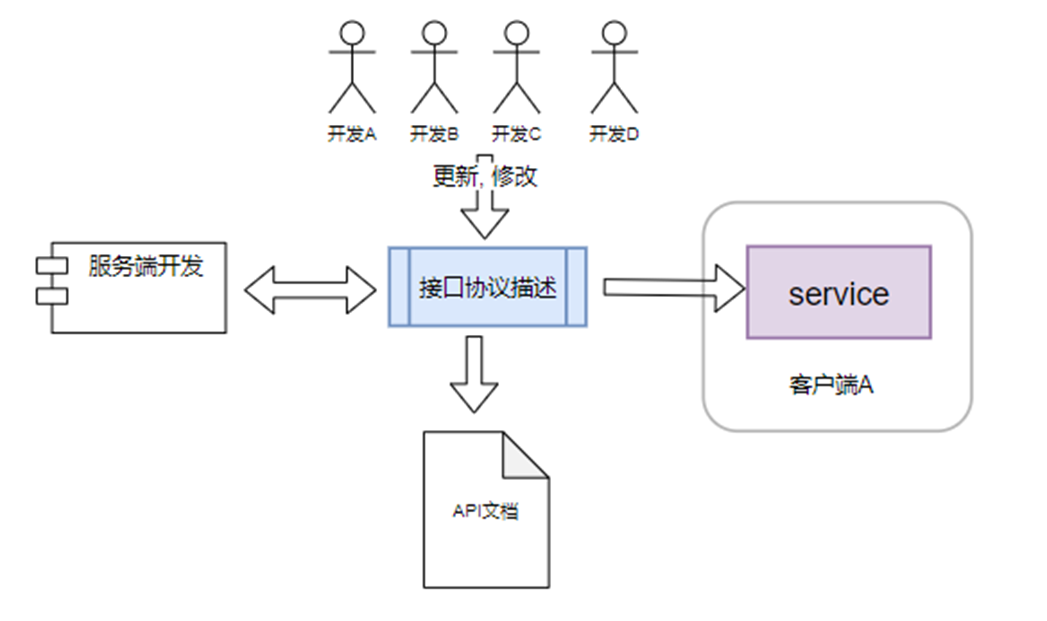 开发A
开发B
开发C
开发D
更新, 修改
服务端开发
接口协议描述
service
客户端A
API文档